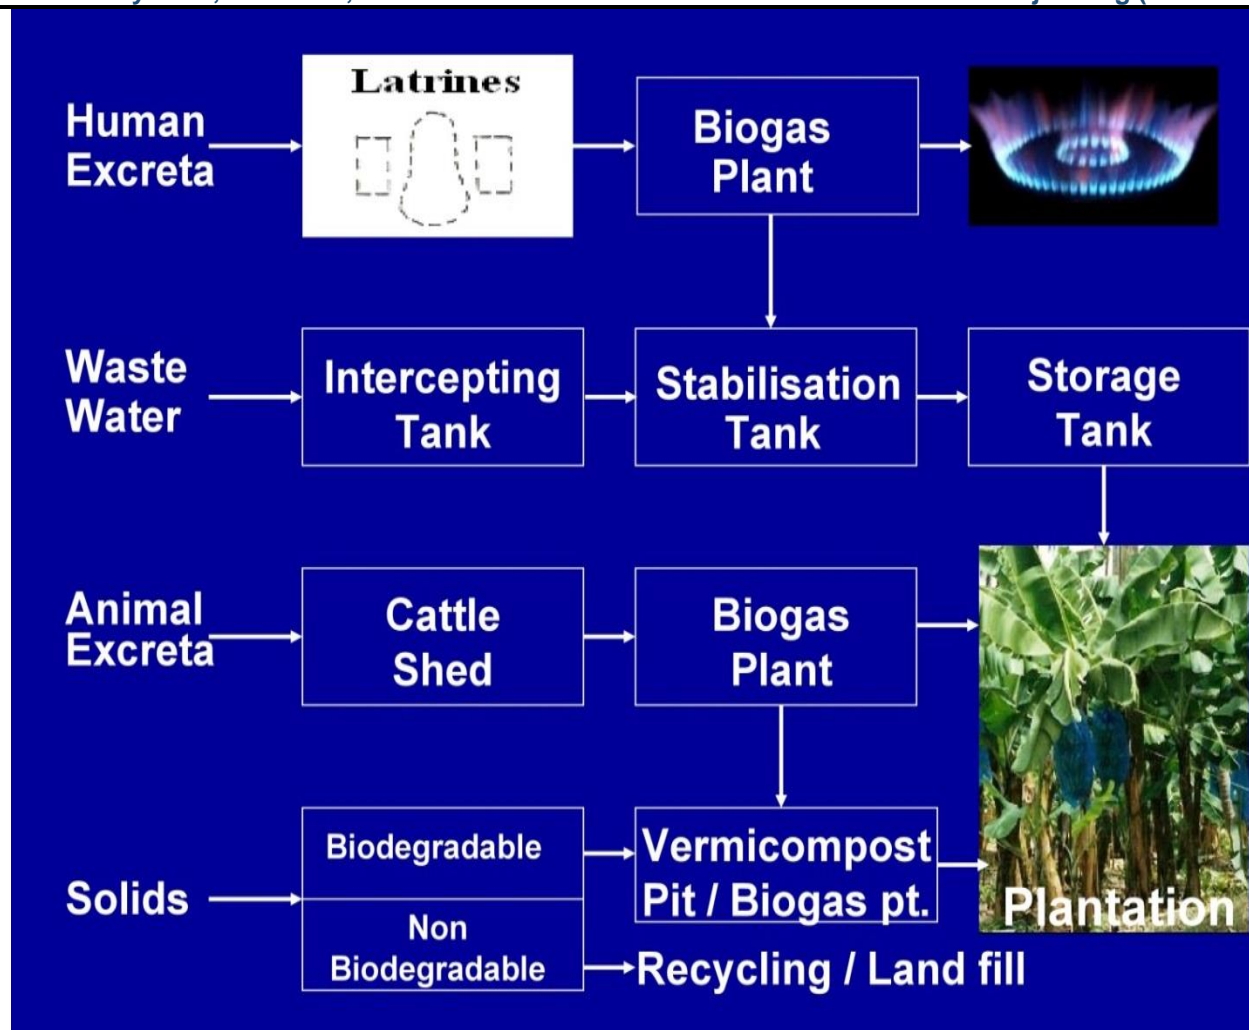 Human
Excreta
Latrines
Biogas
Plant
Waste
Water
Intercepting
Tank
Stabilisation
Tank
Storage
Tank
Animal
Excreta
Cattle
Shed
Biogas
Plant
Solids
Biodegradable
Non
Biodegradable
Vermicompost
Pit / Biogas pt.
Recycling / Land fill
Plantation